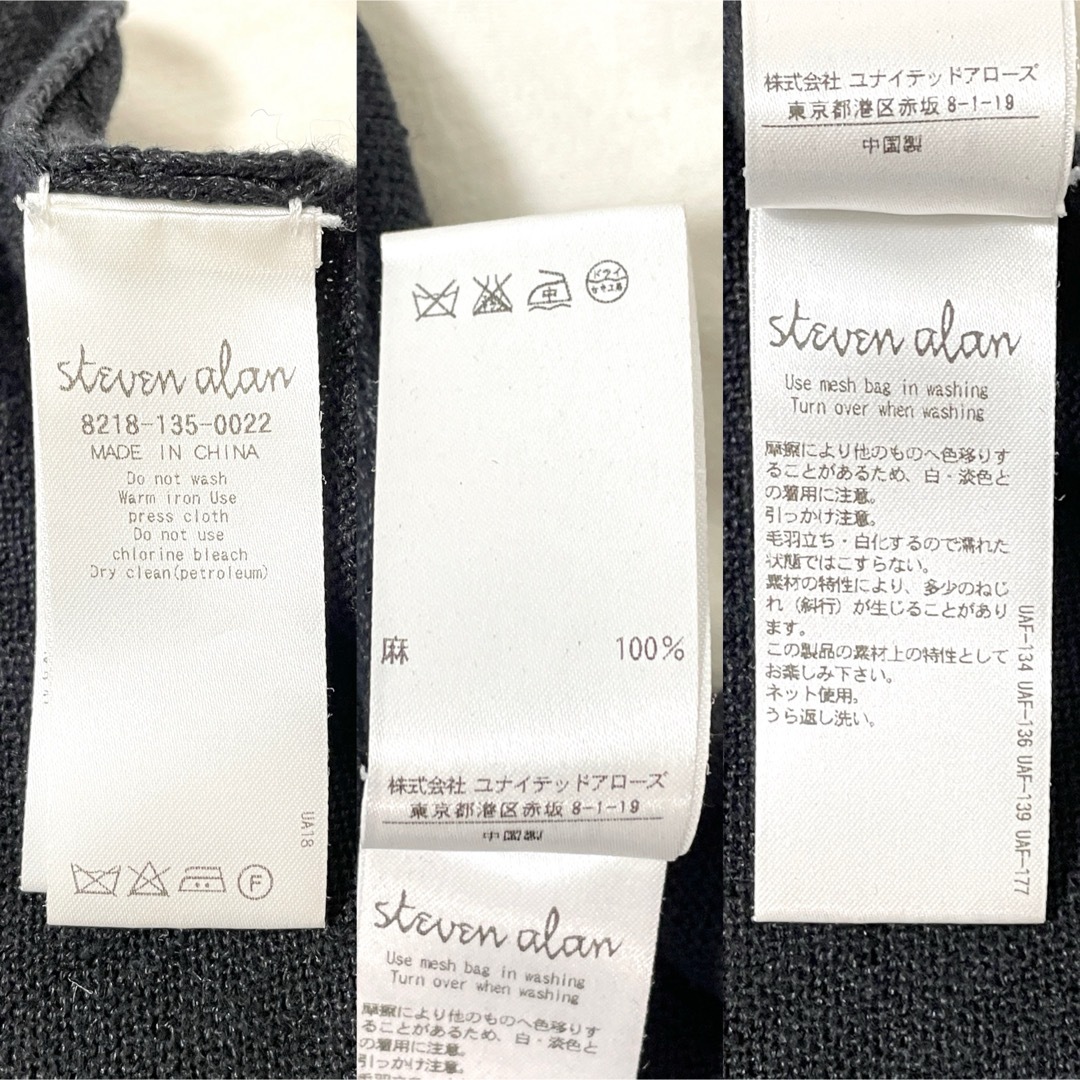 steven alan
8218-135-0022
MADE IN CHINA
Do not wash
Warm iron Use
press cloth
Do not use
chlorine bleach
Dry clean(petroleum)
UA18
F
中
ドライ
セキユ系
麻 100%
株式会社 ユナイテッドアローズ
東京都港区赤坂 8-1-19
中国製
steven alan
Use mesh bag in washing
Turn over when washing
摩擦により他のものへ色移りす
ることがあるため、白・淡色と
の着用に注意。
引っかけ注意。
株式会社 ユナイテッドアローズ
東京都港区赤坂 8-1-19
中国製
steven alan
Use mesh bag in washing
Turn over when washing
摩擦により他のものへ色移りす
ることがあるため、白・淡色と
の着用に注意。
引っかけ注意。
毛羽立ち・白化するので濡れた
状態ではこすらない。
素材の特性により、多少のねじ
れ（斜行）が生じることがあり
ます。
この製品の素材上の特性として
お楽しみ下さい。
ネット使用。
うら返し洗い。
UAF-134 UAF-136 UAF-139 UAF-177